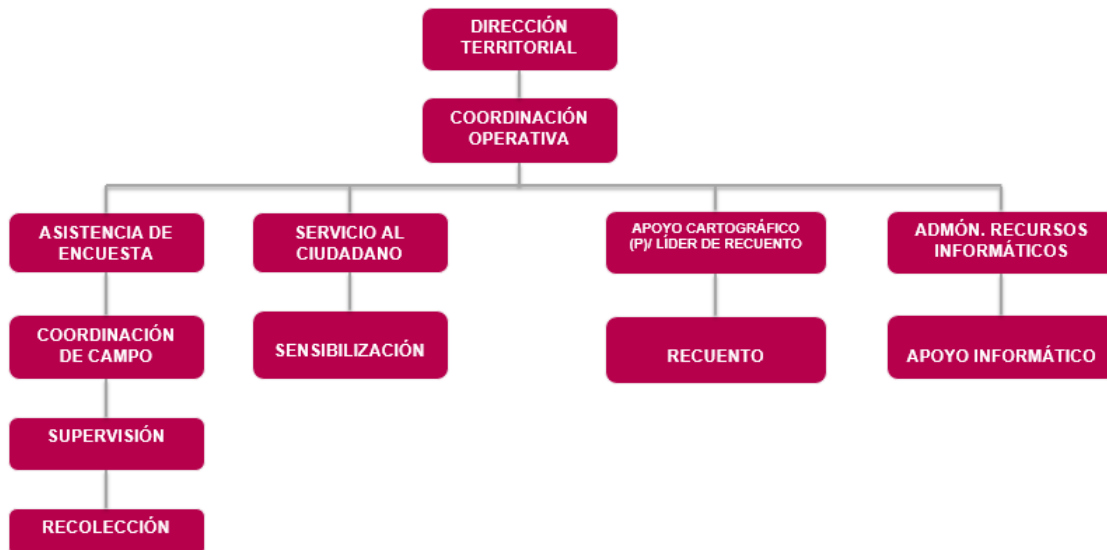 DIRECCIÓN
TERRITORIAL
COORDINACIÓN
OPERATIVA
ASISTENCIA DE
ENCUESTA
SERVICIO AL
CIUDADANO
APOYO CARTOGRÁFICO
(P)/ LÍDER DE RECUENTO
ADMÓN. RECURSOS
INFORMÁTICOS
COORDINACIÓN
DE CAMPO
SENSIBILIZACIÓN
RECUENTO
APOYO INFORMÁTICO
SUPERVISIÓN
RECOLECCIÓN